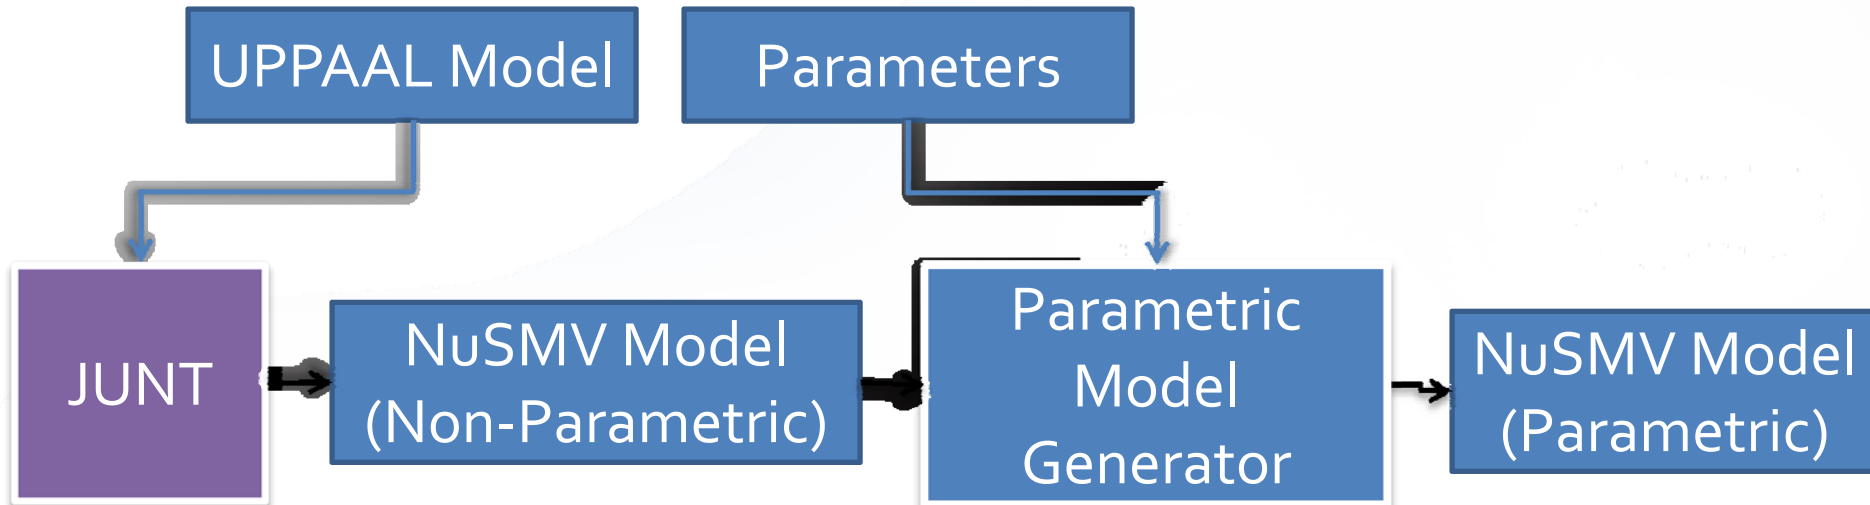 UPPAAL Model
Parameters
JUNT
NuSMV Model
(Non-Parametric)
Parametric
Model
Generator
NuSMV Model
(Parametric)